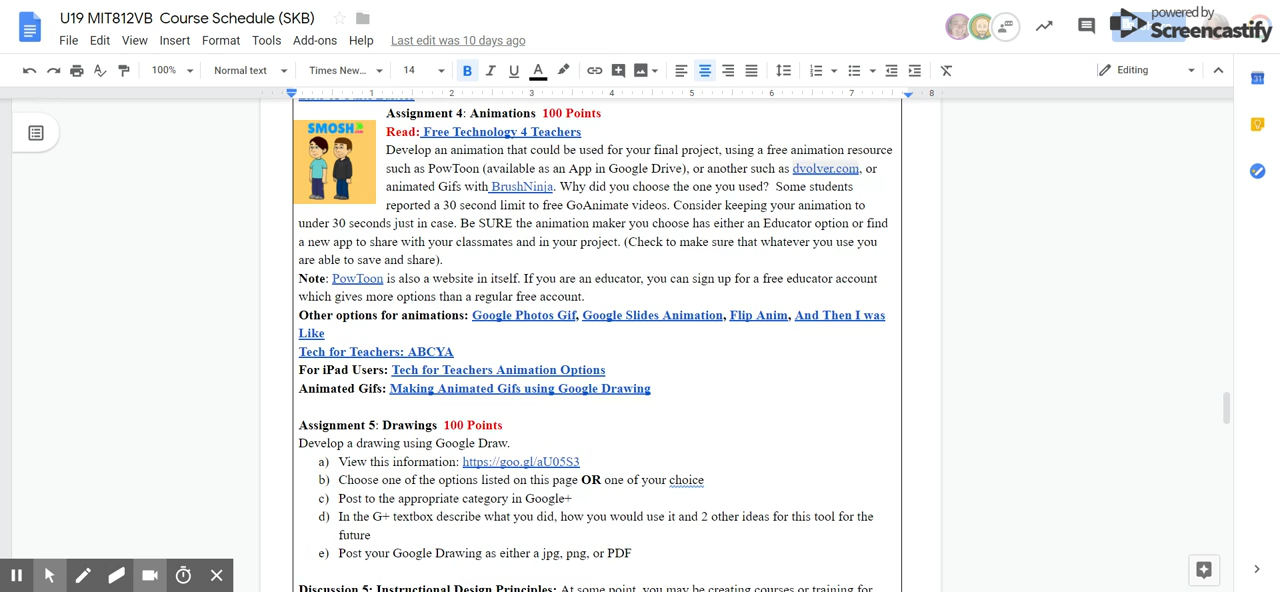 U19 MIT812VB Course Schedule (SKB)
powered by
Screencastify
File Edit View Insert Format Tools Add-ons Help Last edit was 10 days ago
100% Normal text Times New... 14 B I U A Editing
1 2 3 4 5 6 7 8
Assignment 4: Animations 100 Points
SMOSH.com
Read: Free Technology 4 Teachers
Develop an animation that could be used for your final project, using a free animation resource
such as PowToon (available as an App in Google Drive), or another such as dvolver.com, or
animated Gifs with BrushNinja. Why did you choose the one you used? Some students
reported a 30 second limit to free GoAnimate videos. Consider keeping your animation to
under 30 seconds just in case. Be SURE the animation maker you choose has either an Educator option or find
a new app to share with your classmates and in your project. (Check to make sure that whatever you use you
are able to save and share).
Note: PowToon is also a website in itself. If you are an educator, you can sign up for a free educator account
which gives more options than a regular free account.
Other options for animations: Google Photos Gif, Google Slides Animation, Flip Anim, And Then I was
Like
Tech for Teachers: ABCYA
For iPad Users: Tech for Teachers Animation Options
Animated Gifs: Making Animated Gifs using Google Drawing
Assignment 5: Drawings 100 Points
Develop a drawing using Google Draw.
a) View this information: https://goo.gl/aU05S3
b) Choose one of the options listed on this page OR one of your choice
c) Post to the appropriate category in Google+
d) In the G+ textbox describe what you did, how you would use it and 2 other ideas for this tool for the
future
e) Post your Google Drawing as either a jpg, png, or PDF
Discussion 5: Instructional Design Principles: At some point, you may be creating courses or training for